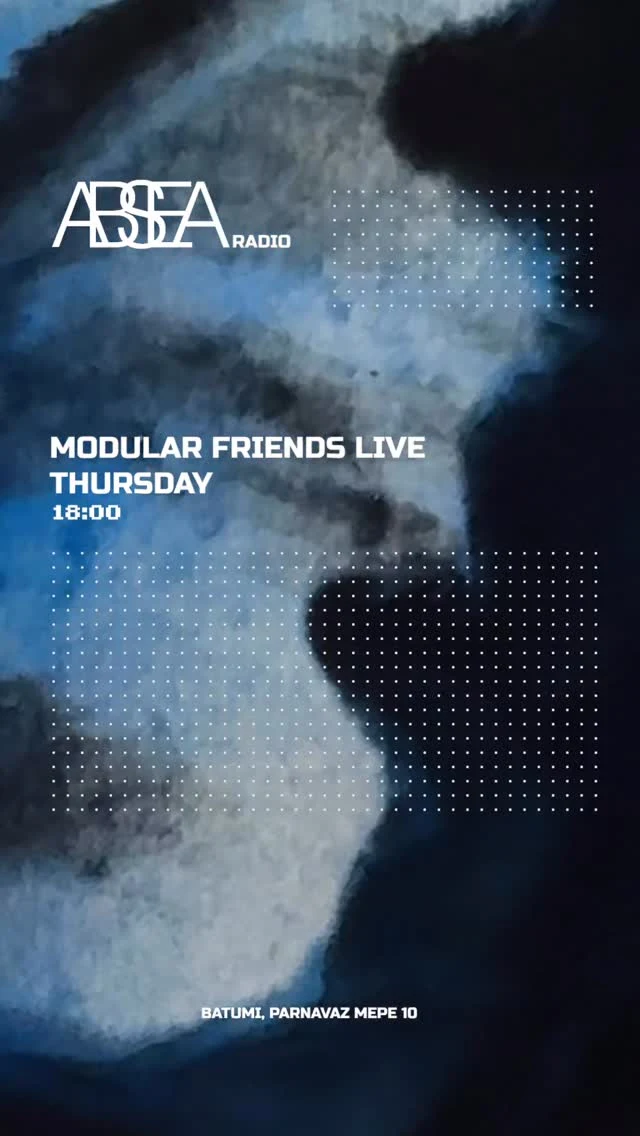 ABSEA RADIO
MODULAR FRIENDS LIVE
THURSDAY
18:00
BATUMI, PARNAVAZ MEPE 10